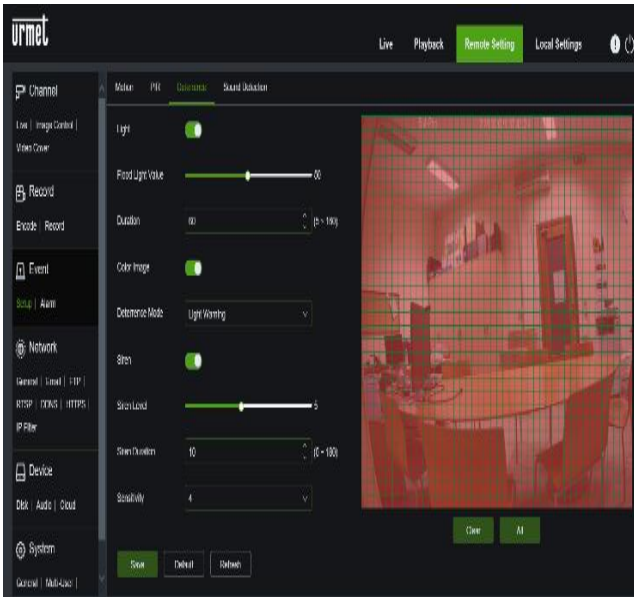 urmet
Live Playback Remote Setting Local Settings
Channel
Live | Image Control |
Video Cover
Record
Encode | Record
Event
Setup | Alarm
Network
General | Email | FTP |
RTSP | DDNS | HTTPS |
IP Filter
Device
Disk | Audio | Cloud
System
General | Multi-User |
Motion PIR Deterrence Sound Detection
Light
Flood Light Value 50
Duration 60 (5 ~ 180)
Color Image
Deterrence Mode Light Warning
Siren
Siren Level 5
Siren Duration 10 (0 ~ 180)
Sensitivity 4
Save Default Refresh
Clear All